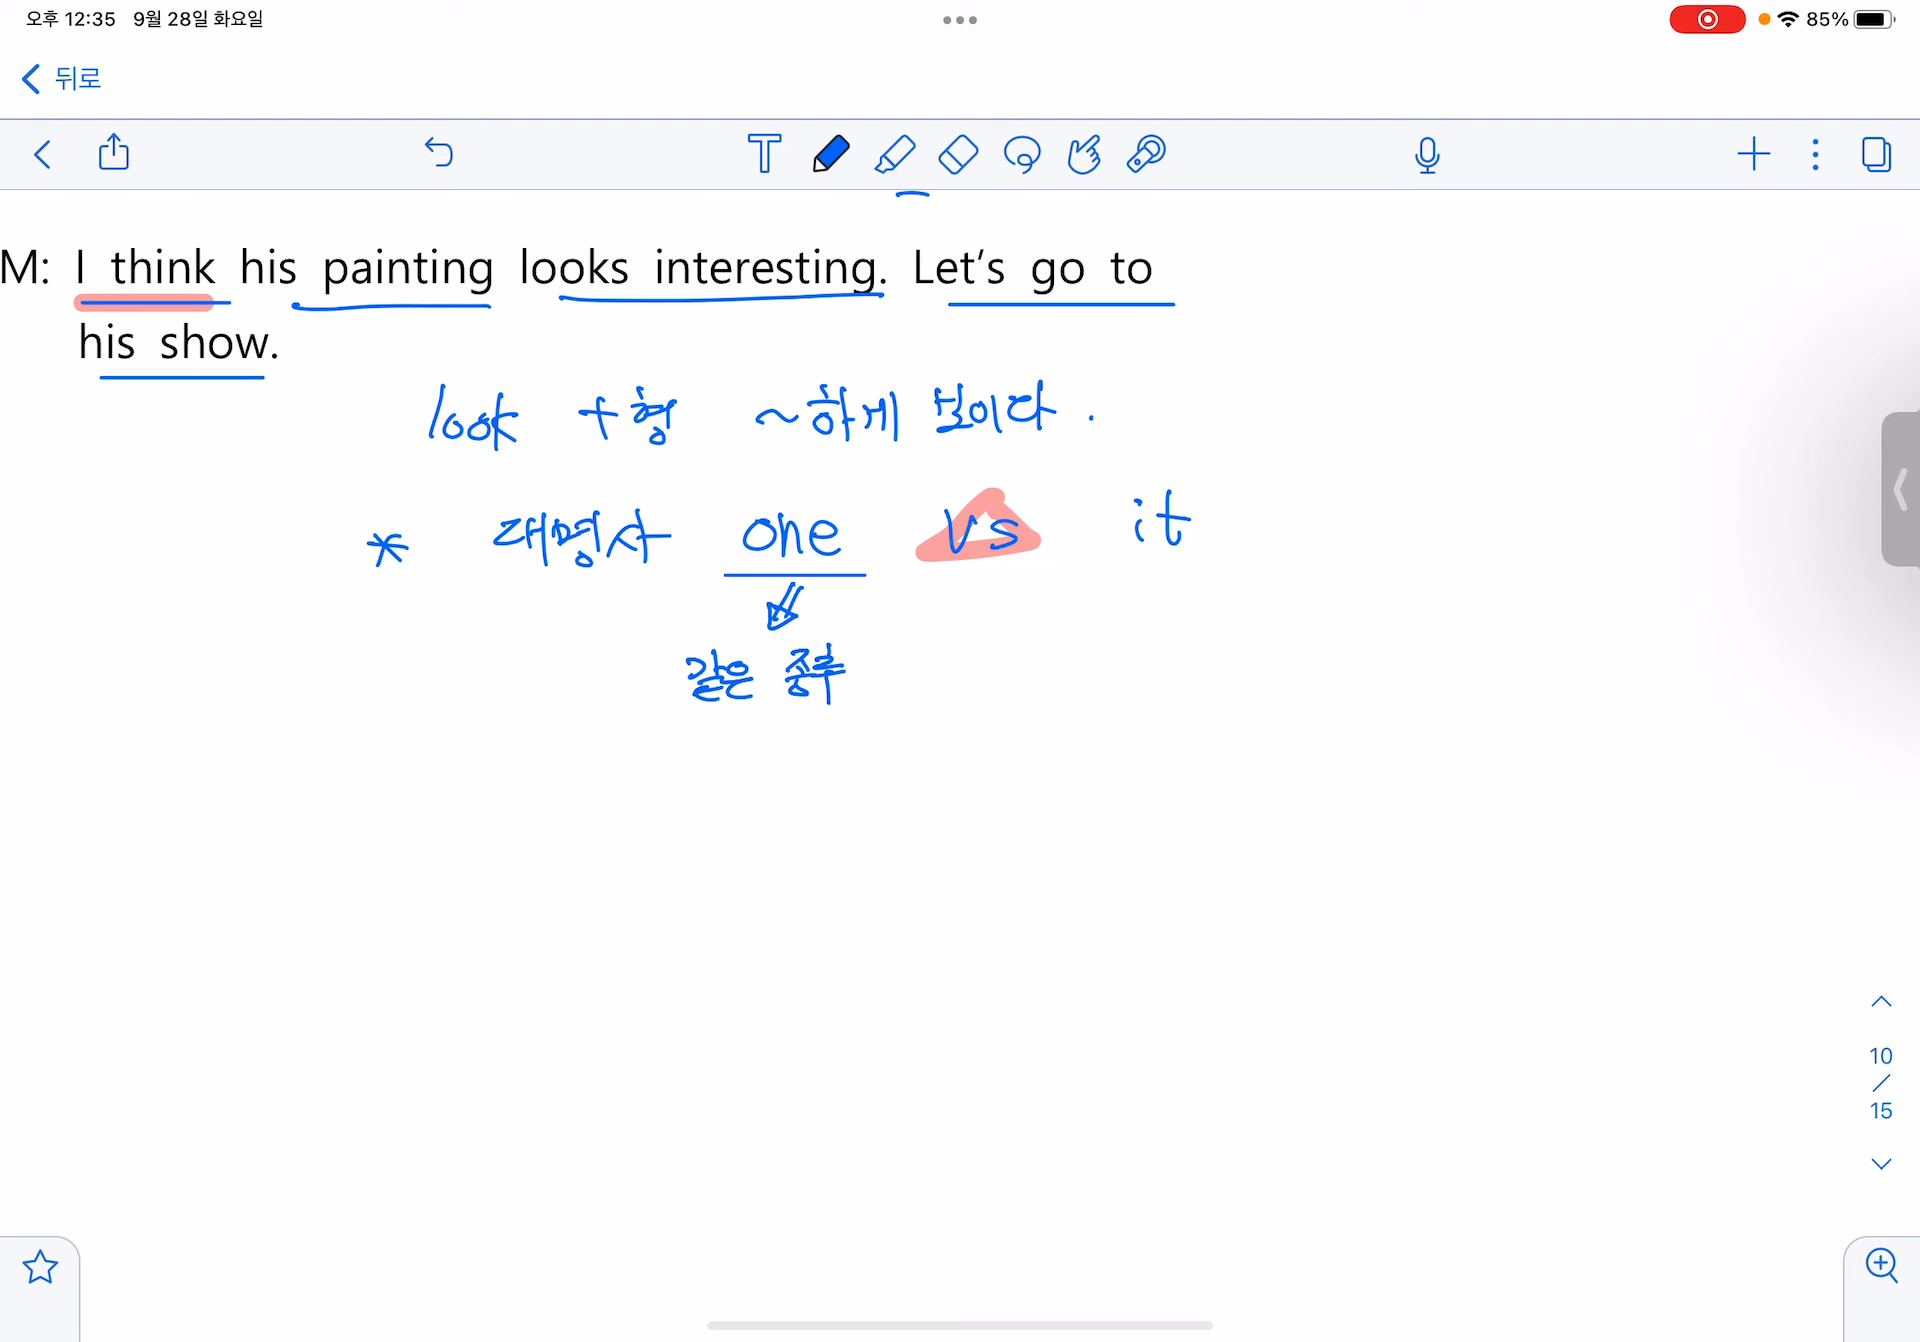 오후 12:35 9월 28일 화요일
85%
뒤로
M: I think his painting looks interesting. Let's go to
his show.
look +형 ~하게 보이다.
* 대명사 one vs it
같은 종류
10
/
15